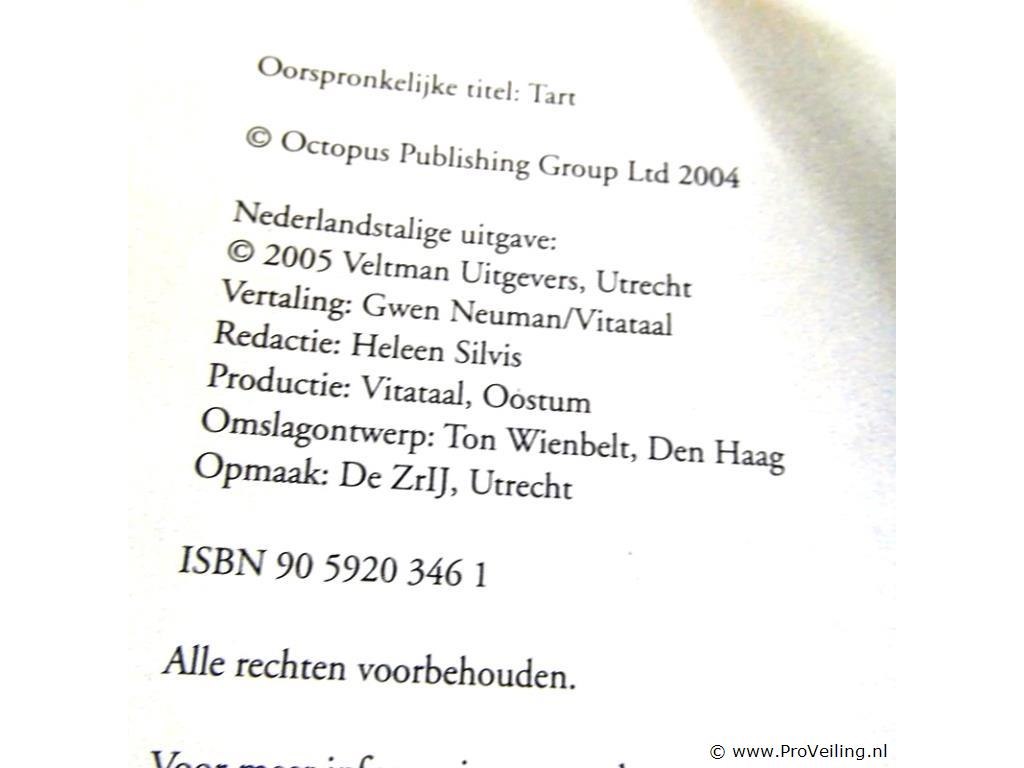 Oorspronkelijke titel: Tart
© Octopus Publishing Group Ltd 2004
Nederlandstalige uitgave:
© 2005 Veltman Uitgevers, Utrecht
Vertaling: Gwen Neuman/Vitataal
Redactie: Heleen Silvis
Productie: Vitataal, Oostum
Omslagontwerp: Ton Wienbelt, Den Haag
Opmaak: De ZrIJ, Utrecht
ISBN 90 5920 346 1
Alle rechten voorbehouden.
Voor meer
© www.ProVeiling.nl